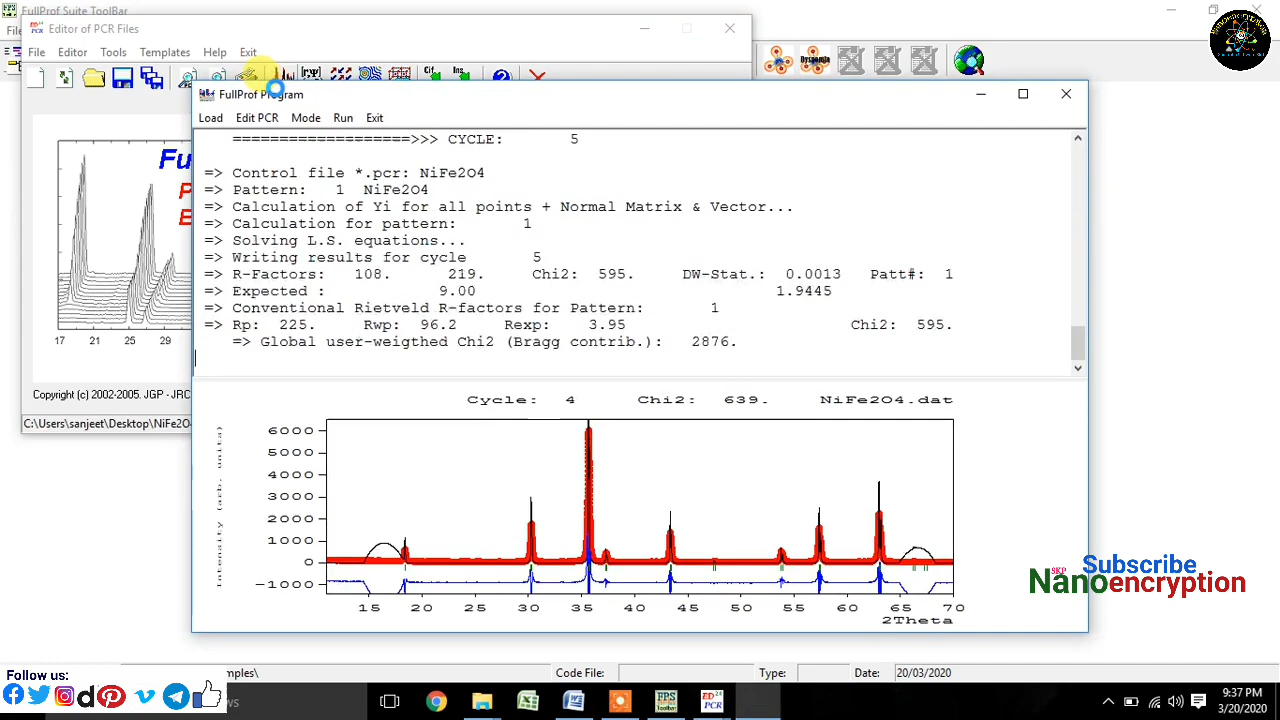 FullProf Suite ToolBar
Editor of PCR Files
File Editor Tools Templates Help Exit
FullProf Program
Load Edit PCR Mode Run Exit
===================>>> CYCLE: 5
=> Control file *.pcr: NiFe2O4
=> Pattern: 1 NiFe2O4
=> Calculation of Yi for all points + Normal Matrix & Vector...
=> Calculation for pattern: 1
=> Solving L.S. equations...
=> Writing results for cycle 5
=> R-Factors: 108. 219. Chi2: 595. DW-Stat.: 0.0013 Patt#: 1
=> Expected : 9.00 1.9445
=> Conventional Rietveld R-factors for Pattern: 1
=> Rp: 225. Rwp: 96.2 Rexp: 3.95 Chi2: 595.
=> Global user-weigthed Chi2 (Bragg contrib.): 2876.
17 21 25 29
Copyright (c) 2002-2005. JGP - JRC
C:\Users\sanjeet\Desktop\NiFe2O
Cycle: 4 Chi2: 639. NiFe2O4.dat
Intensity (arb. units)
6000
5000
4000
3000
2000
1000
0
-1000
15 20 25 30 35 40 45 50 55 60 65 70
2Theta
Subscribe
SKP
Nanoencryption
Follow us:
mples\ Code File: Type: Date: 20/03/2020
9:37 PM
3/20/2020